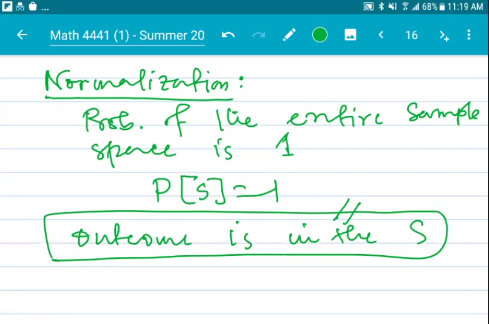 68% 11:19 AM
Math 4441 (1) - Summer 20 16
Normalization:
Prob. of the entire Sample
space is 1
P[S]=1
Outcome is in the S